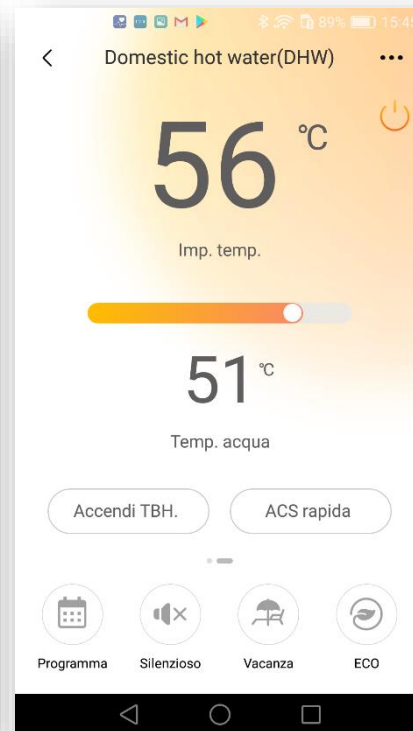 89% 15:45
Domestic hot water(DHW)
56 °C
Imp. temp.
51 °C
Temp. acqua
Accendi TBH. ACS rapida
Programma Silenzioso Vacanza ECO